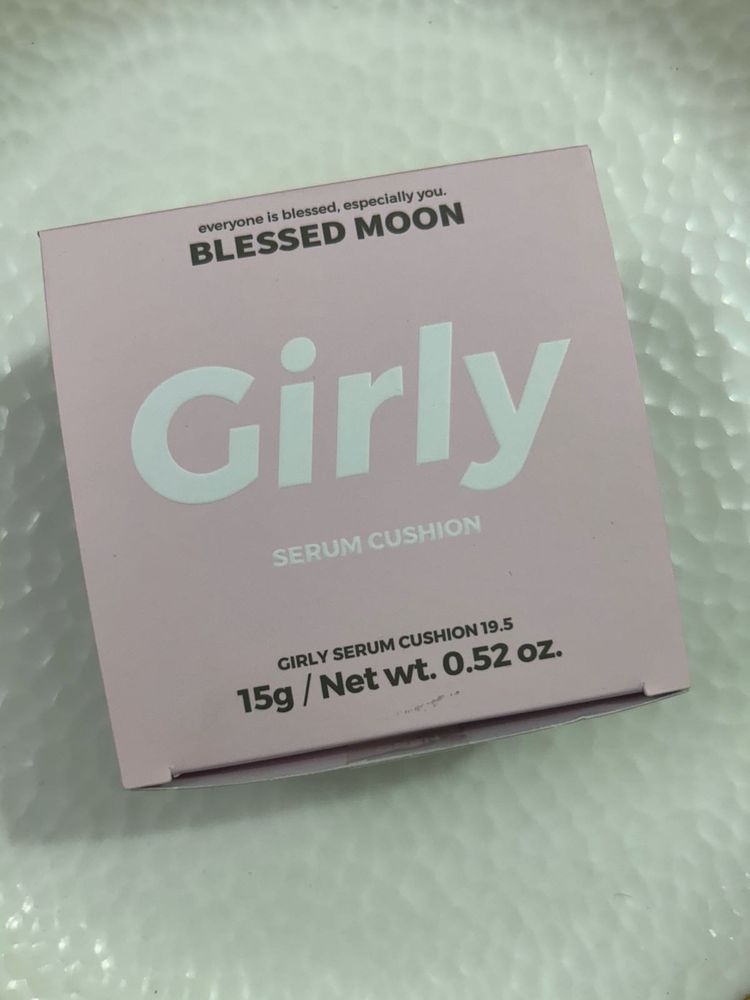 everyone is blessed, especially you.
BLESSED MOON
Girly
SERUM CUSHION
GIRLY SERUM CUSHION 19.5
15g / Net wt. 0.52 oz.